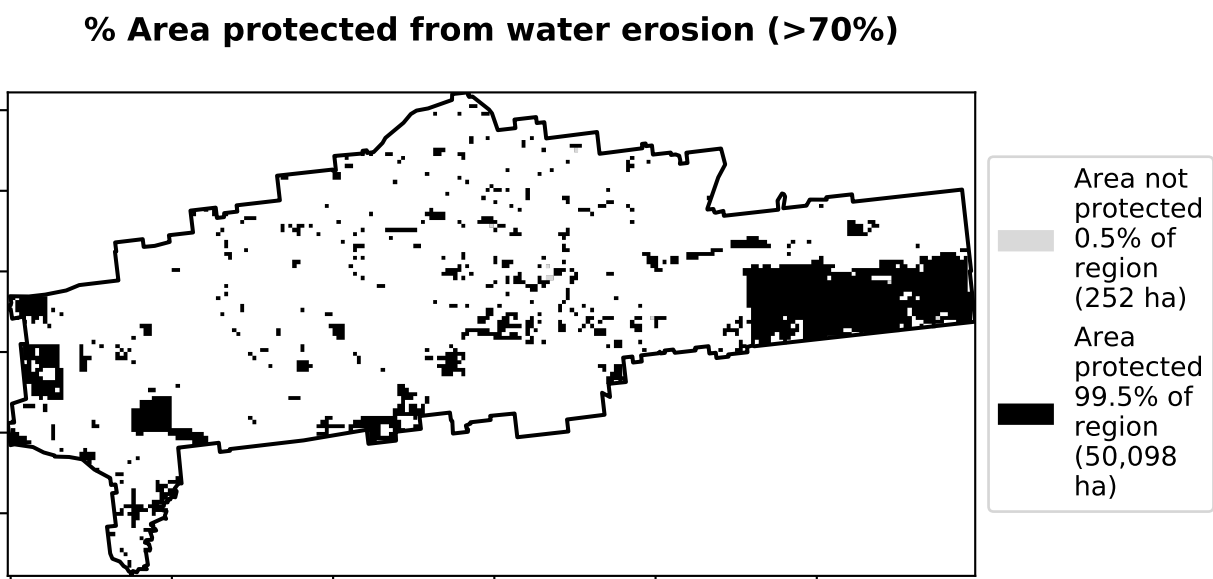 % Area protected from water erosion (>70%)
Area not
protected
0.5% of
region
(252 ha)
Area
protected
99.5% of
region
(50,098
ha)